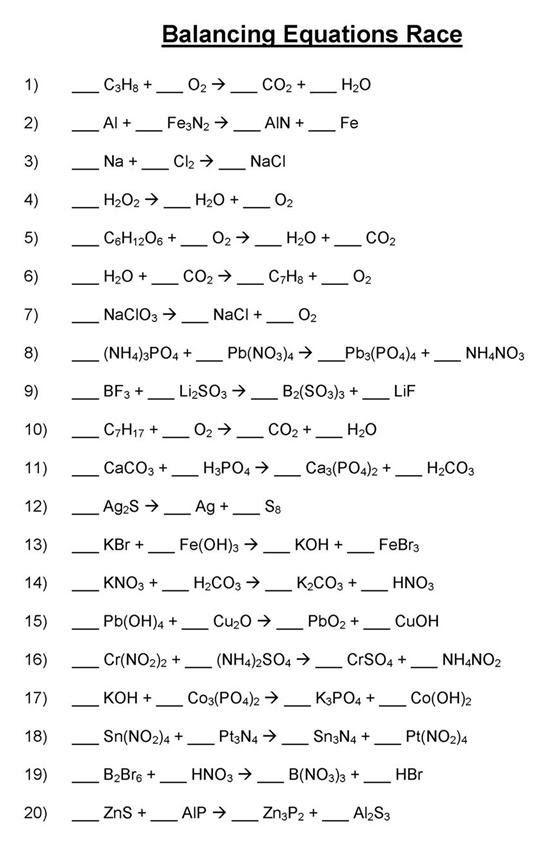 Balancing Equations Race
1) ___ C₃H₈ + ___ O₂ → ___ CO₂ + ___ H₂O
2) ___ Al + ___ Fe₃N₂ → ___ AlN + ___ Fe
3) ___ Na + ___ Cl₂ → ___ NaCl
4) ___ H₂O₂ → ___ H₂O + ___ O₂
5) ___ C₆H₁₂O₆ + ___ O₂ → ___ H₂O + ___ CO₂
6) ___ H₂O + ___ CO₂ → ___ C₇H₈ + ___ O₂
7) ___ NaClO₃ → ___ NaCl + ___ O₂
8) ___ (NH₄)₃PO₄ + ___ Pb(NO₃)₄ → ___ Pb₃(PO₄)₄ + ___ NH₄NO₃
9) ___ BF₃ + ___ Li₂SO₃ → ___ B₂(SO₃)₃ + ___ LiF
10) ___ C₇H₁₇ + ___ O₂ → ___ CO₂ + ___ H₂O
11) ___ CaCO₃ + ___ H₃PO₄ → ___ Ca₃(PO₄)₂ + ___ H₂CO₃
12) ___ Ag₂S → ___ Ag + ___ S₈
13) ___ KBr + ___ Fe(OH)₃ → ___ KOH + ___ FeBr₃
14) ___ KNO₃ + ___ H₂CO₃ → ___ K₂CO₃ + ___ HNO₃
15) ___ Pb(OH)₄ + ___ Cu₂O → ___ PbO₂ + ___ CuOH
16) ___ Cr(NO₂)₂ + ___ (NH₄)₂SO₄ → ___ CrSO₄ + ___ NH₄NO₂
17) ___ KOH + ___ Co₃(PO₄)₂ → ___ K₃PO₄ + ___ Co(OH)₂
18) ___ Sn(NO₂)₄ + ___ Pt₃N₄ → ___ Sn₃N₄ + ___ Pt(NO₂)₄
19) ___ B₂Br₆ + ___ HNO₃ → ___ B(NO₃)₃ + ___ HBr
20) ___ ZnS + ___ AlP → ___ Zn₃P₂ + ___ Al₂S₃